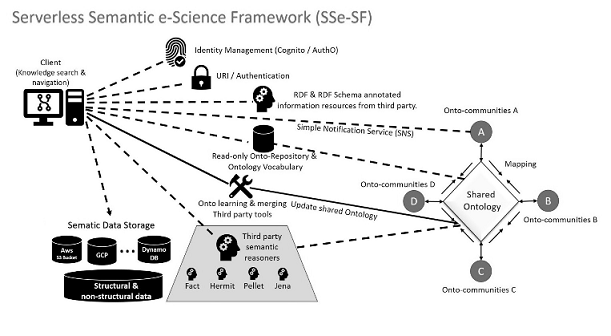 Serverless Semantic e-Science Framework (SSe-SF)
Client
(Knowledge search &
navigation)
Identity Management (Cognito / AuthO)
URI / Authentication
RDF & RDF Schema annotated
information resources from third party.
Simple Notification Service (SNS)
Onto-communities A
A
Read-only Onto-Repository &
Ontology Vocabulary
Mapping
Onto-communities D
D
Shared
Ontology
B
Onto-communities B
Onto learning & merging
Third party tools
Update shared Ontology
C
Onto-communities C
Sematic Data Storage
Aws
S3 Bucket
GCP
Dynamo
DB
Structural &
non-structural data
Third party
semantic
reasoners
Fact
Hermit
Pellet
Jena